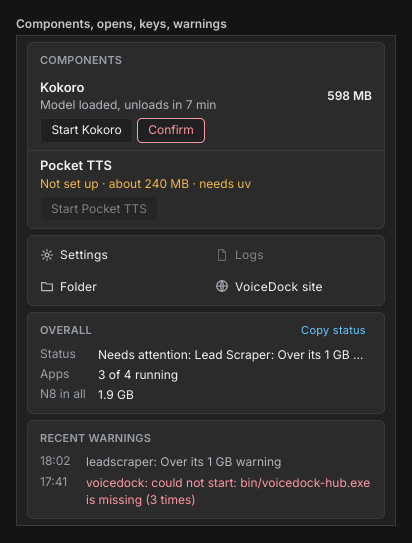 Components, opens, keys, warnings
COMPONENTS
Kokoro
598 MB
Model loaded, unloads in 7 min
Start Kokoro Confirm
Pocket TTS
Not set up · about 240 MB · needs uv
Start Pocket TTS
Settings Logs
Folder VoiceDock site
OVERALL Copy status
Status Needs attention: Lead Scraper: Over its 1 GB ...
Apps 3 of 4 running
N8 in all 1.9 GB
RECENT WARNINGS
18:02 leadscraper: Over its 1 GB warning
17:41 voicedock: could not start: bin/voicedock-hub.exe
is missing (3 times)